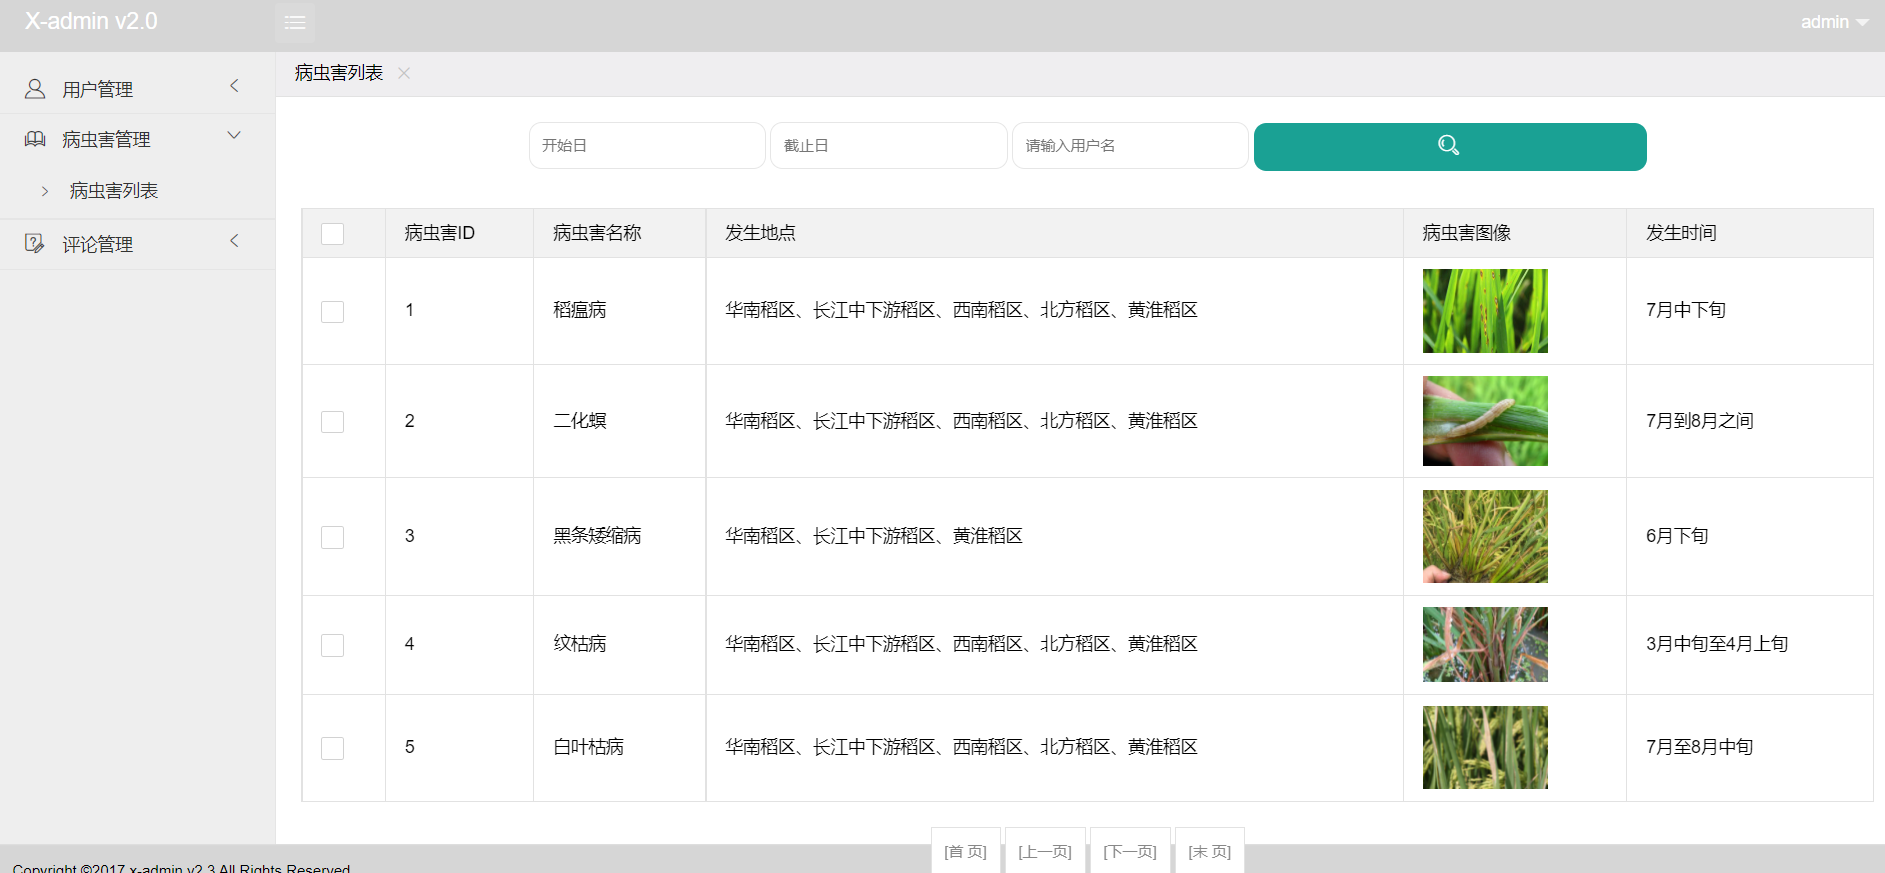 X-admin v2.0
admin
用户管理
病虫害管理
病虫害列表
评论管理
病虫害列表
开始日
截止日
请输入用户名
病虫害ID
病虫害名称
发生地点
病虫害图像
发生时间
1
稻瘟病
华南稻区、长江中下游稻区、西南稻区、北方稻区、黄淮稻区
7月中下旬
2
二化螟
华南稻区、长江中下游稻区、西南稻区、北方稻区、黄淮稻区
7月到8月之间
3
黑条矮缩病
华南稻区、长江中下游稻区、黄淮稻区
6月下旬
4
纹枯病
华南稻区、长江中下游稻区、西南稻区、北方稻区、黄淮稻区
3月中旬至4月上旬
5
白叶枯病
华南稻区、长江中下游稻区、西南稻区、北方稻区、黄淮稻区
7月至8月中旬
[首 页]
[上一页]
[下一页]
[末 页]
Copyright ©2017 x-admin v2.3 All Rights Reserved